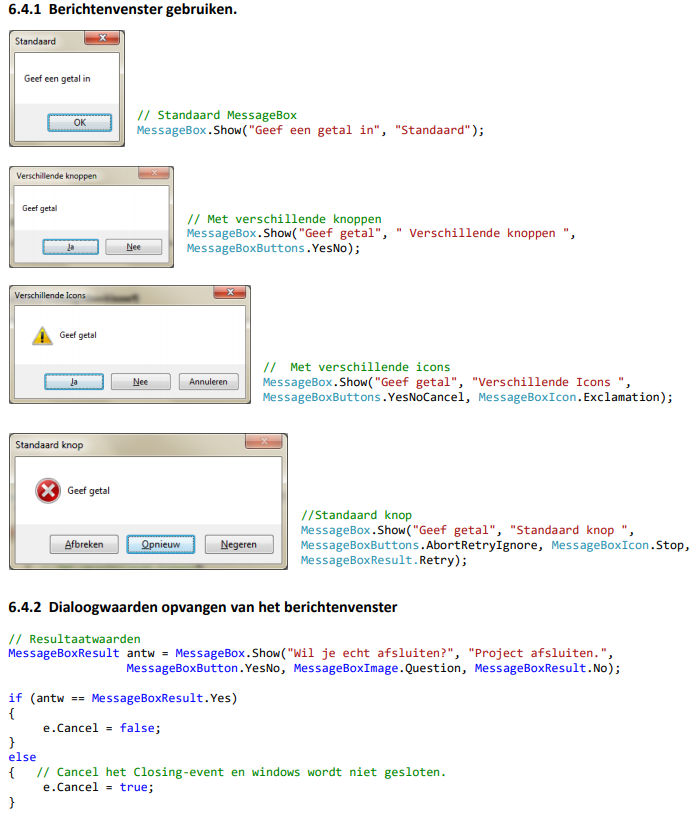 6.4.1 Berichtenvenster gebruiken.
Standaard
Geef een getal in
OK
// Standaard MessageBox
MessageBox.Show("Geef een getal in", "Standaard");
Verschillende knoppen
Geef getal
Ja Nee
// Met verschillende knoppen
MessageBox.Show("Geef getal", " Verschillende knoppen ",
MessageBoxButtons.YesNo);
Verschillende Icons
Geef getal
Ja Nee Annuleren
// Met verschillende icons
MessageBox.Show("Geef getal", "Verschillende Icons ",
MessageBoxButtons.YesNoCancel, MessageBoxIcon.Exclamation);
Standaard knop
Geef getal
Afbreken Opnieuw Negeren
//Standaard knop
MessageBox.Show("Geef getal", "Standaard knop ",
MessageBoxButtons.AbortRetryIgnore, MessageBoxIcon.Stop,
MessageBoxResult.Retry);
6.4.2 Dialoogwaarden opvangen van het berichtenvenster
// Resultaatwaarden
MessageBoxResult antw = MessageBox.Show("Wil je echt afsluiten?", "Project afsluiten.",
MessageBoxButton.YesNo, MessageBoxImage.Question, MessageBoxResult.No);
if (antw == MessageBoxResult.Yes)
{
e.Cancel = false;
}
else
{ // Cancel het Closing-event en windows wordt niet gesloten.
e.Cancel = true;
}